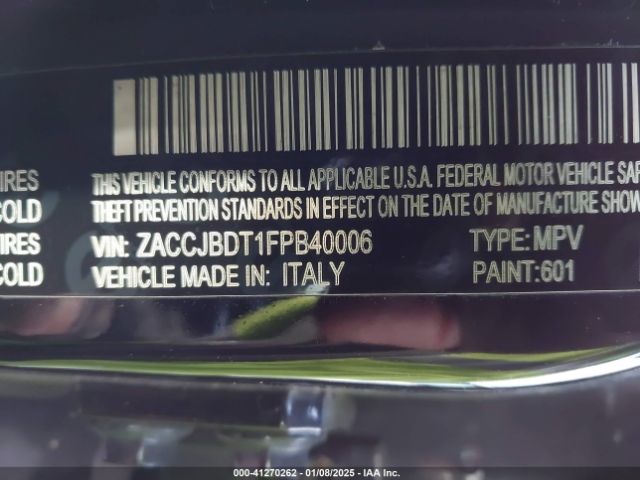 THIS VEHICLE CONFORMS TO ALL APPLICABLE U.S.A. FEDERAL MOTOR VEHICLE SAF
THEFT PREVENTION STANDARDS IN EFFECT ON THE DATE OF MANUFACTURE SHOW
VIN: ZACCJBDT1FPB40006 TYPE: MPV
VEHICLE MADE IN: ITALY PAINT:601
IRES
COLD
COLD
000-41270262 - 01/08/2025 - IAA Inc.